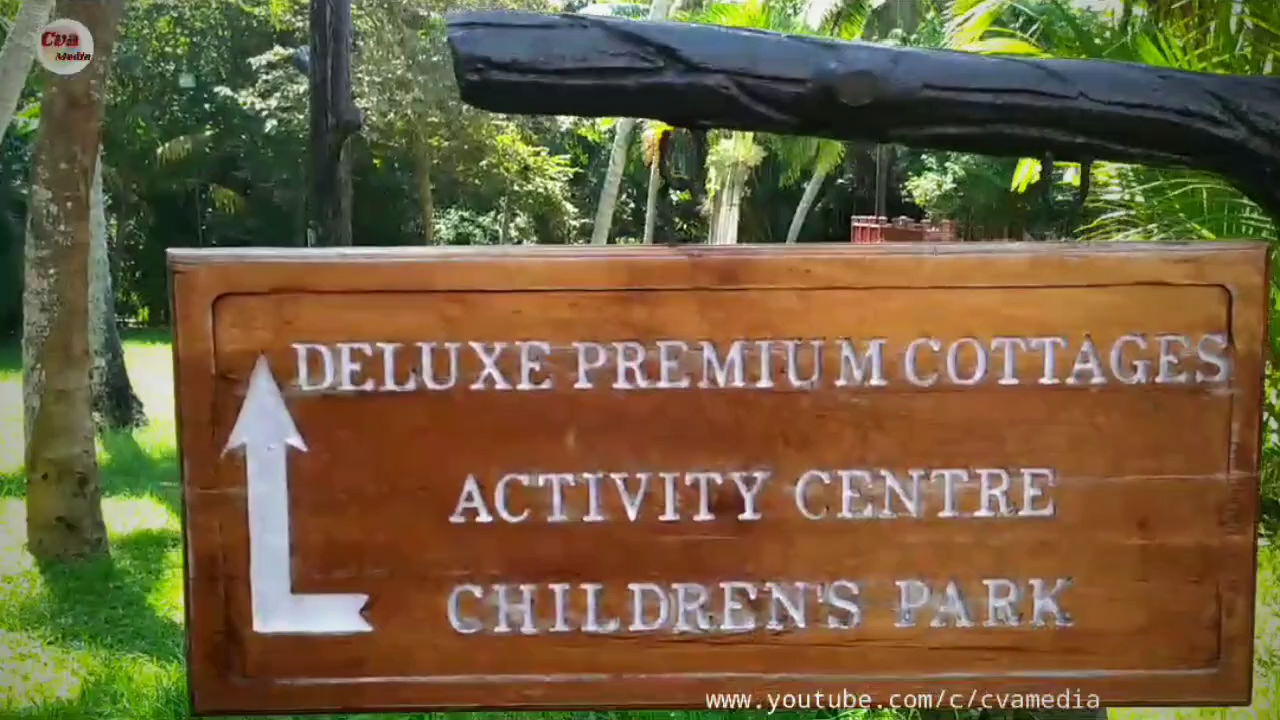 Cva
Media
DELUXE PREMIUM COTTAGES
ACTIVITY CENTRE
CHILDREN'S PARK
www.youtube.com/c/cvamedia